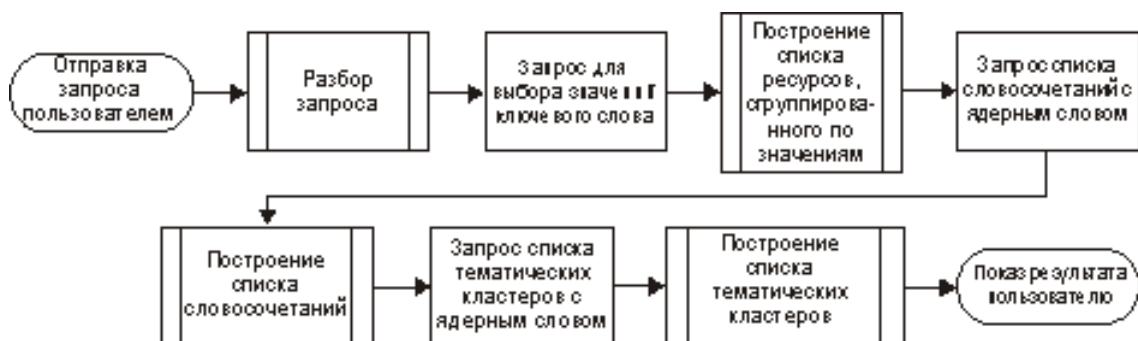 Отправка
запроса
пользователем
Разбор
запроса
Запрос для
выбора значений
ключевого слова
Построение
списка
ресурсов,
сгруппирова-
нного по
значениям
Запрос списка
словосочетаний с
ядерным словом
Построение
списка
словосочетаний
Запрос списка
тематических
кластеров с
ядерным словом
Построение
списка
тематических
кластеров
Показ результата
пользователю